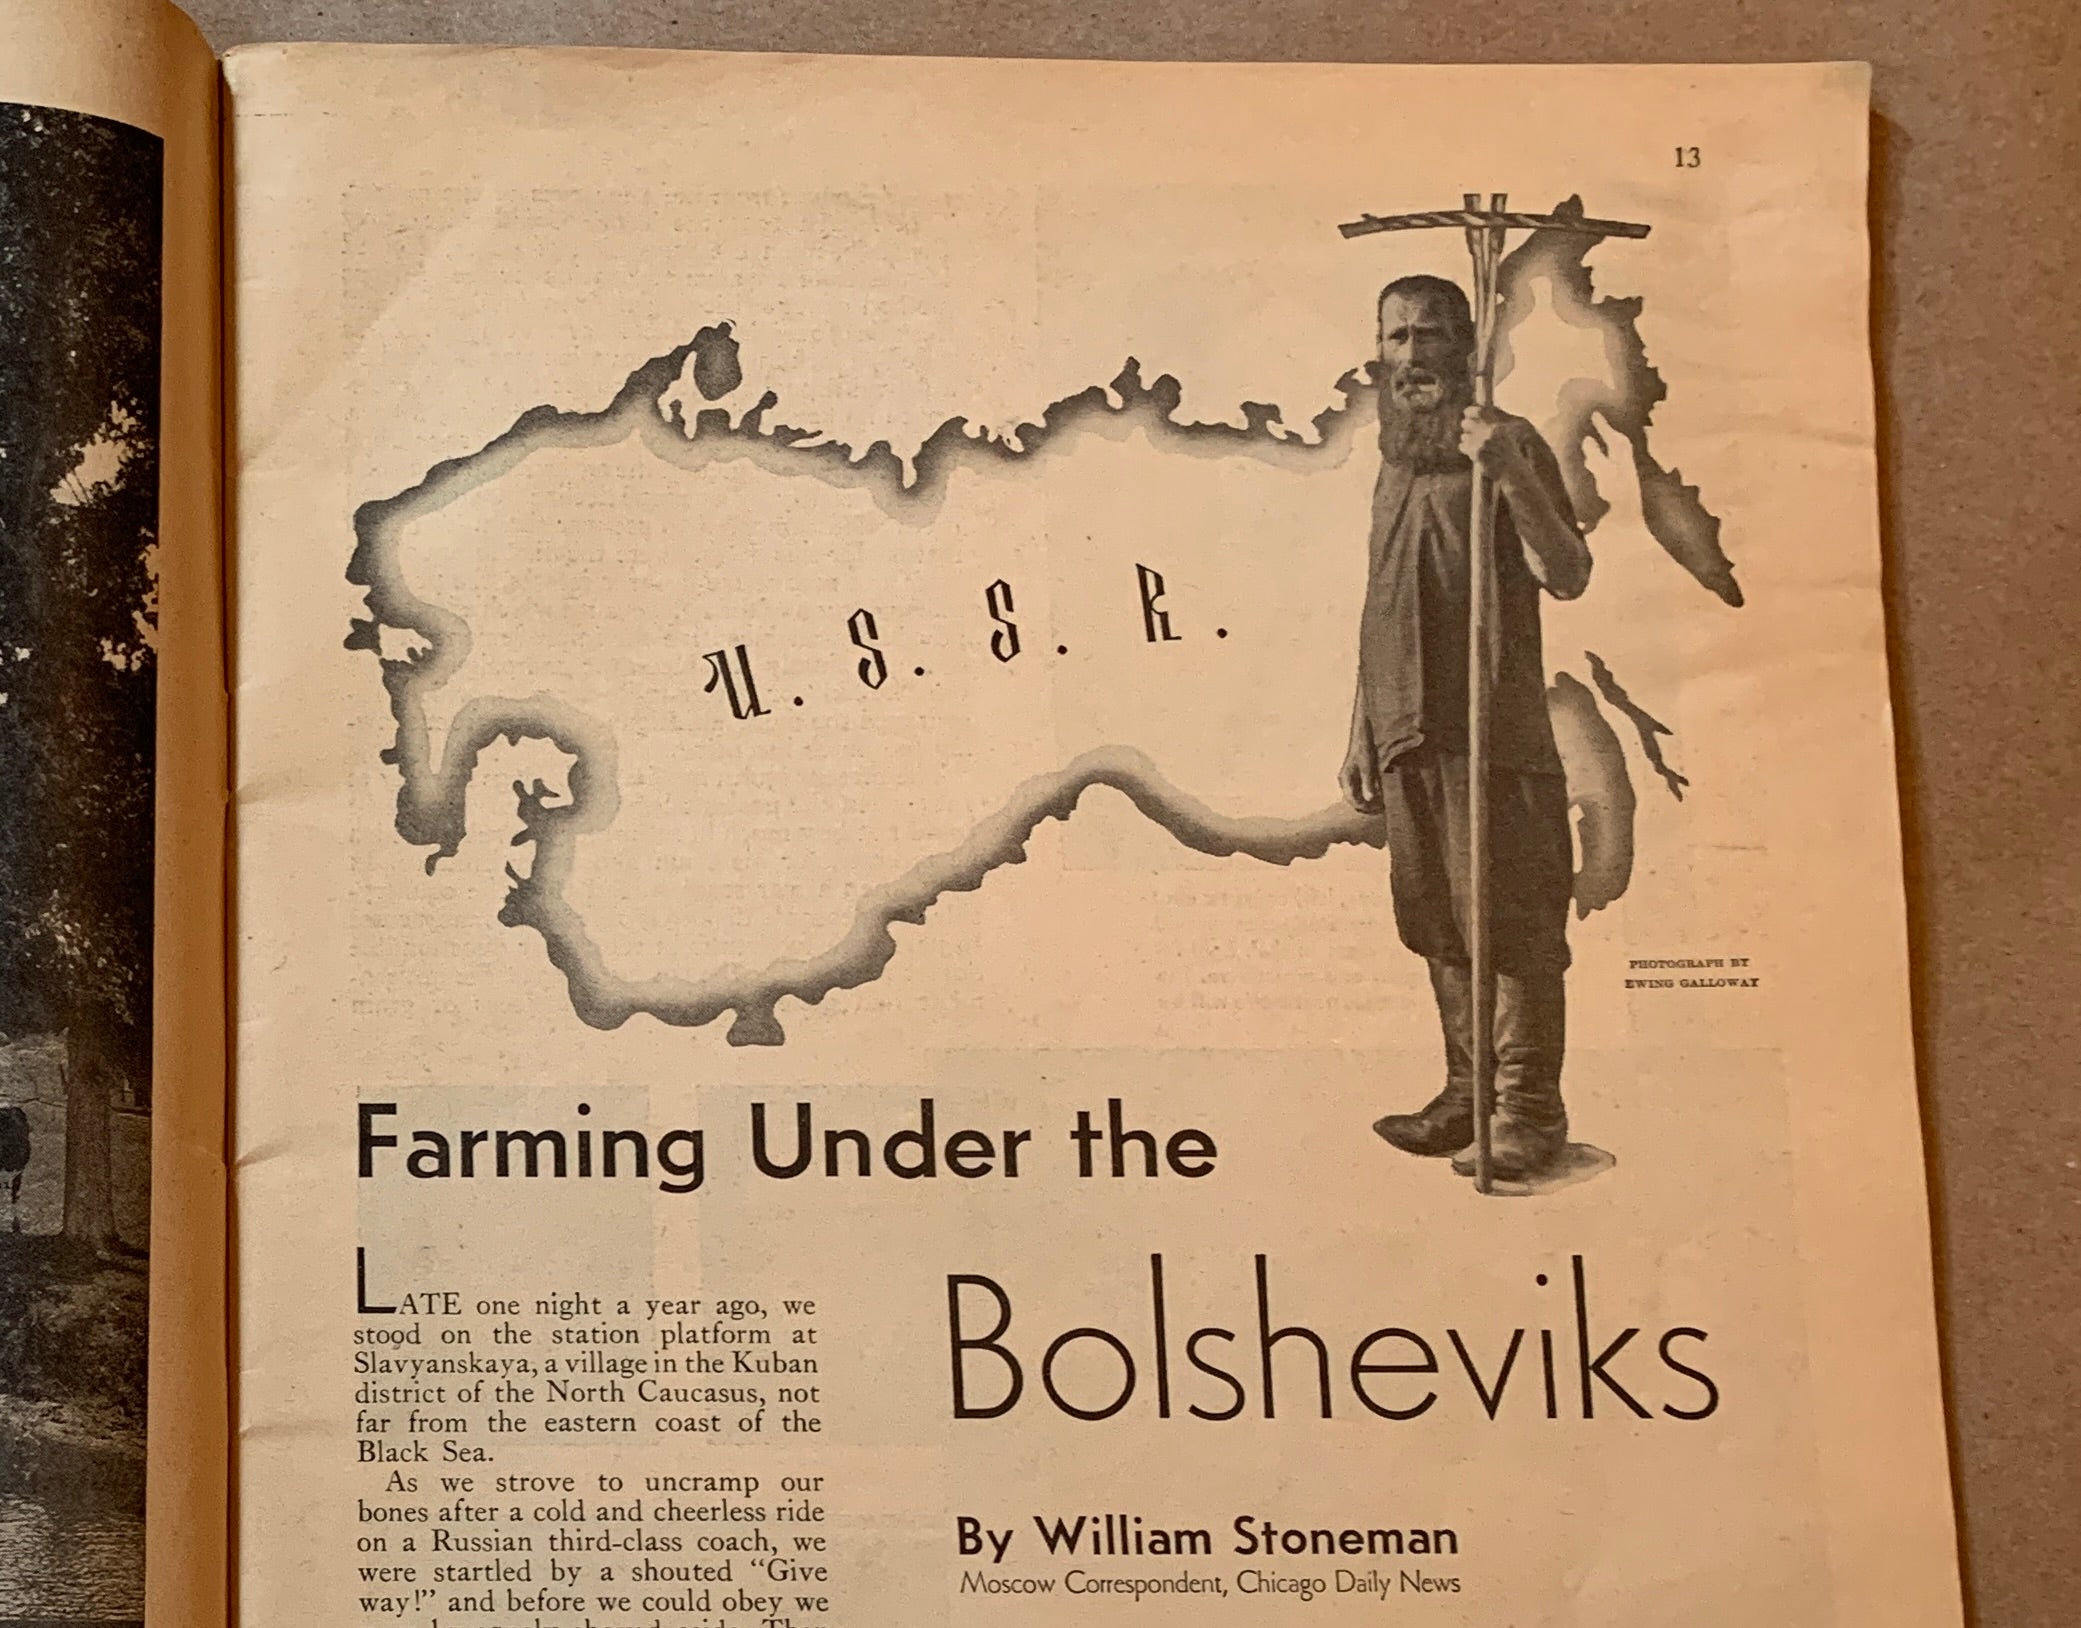 13
U. S. S. R.
PHOTOGRAPH BY
EWING GALLOWAY
Farming Under the
Bolsheviks
By William Stoneman
Moscow Correspondent, Chicago Daily News
LATE one night a year ago, we
stood on the station platform at
Slavyanskaya, a village in the Kuban
district of the North Caucasus, not
far from the eastern coast of the
Black Sea.
As we strove to uncramp our
bones after a cold and cheerless ride
on a Russian third-class coach, we
were startled by a shouted “Give
way!” and before we could obey we